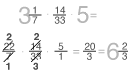 3 1/7 · 14/33 · 5 =
2 2
22/7 · 14/33 · 5/1 = 20/3 = 6 2/3
1 3